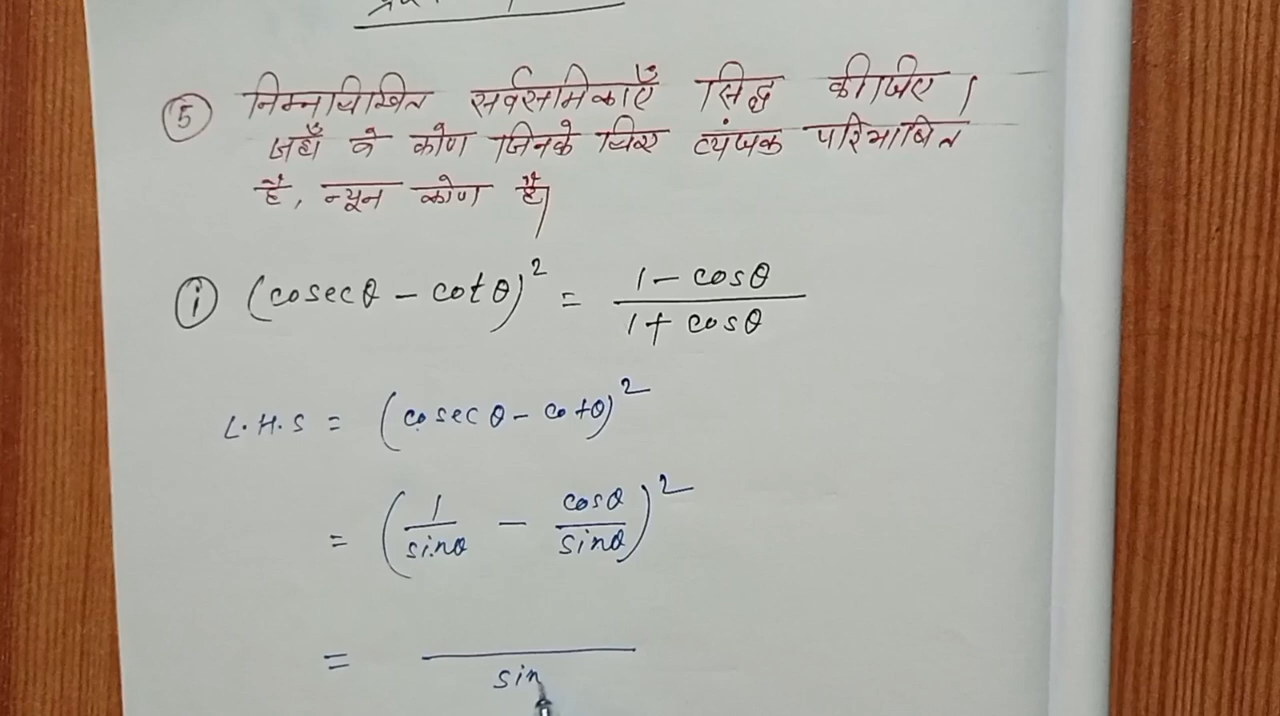 ⑤ निम्नलिखित सर्वसमिकाएँ सिद्ध कीजिए।
जहाँ वे कोण जिनके लिए व्यंजक परिभाषित
है, न्यून कोण है।
ⓘ (cosecθ - cotθ)² = (1 - cosθ)/(1 + cosθ)
L.H.S = (cosecθ - cotθ)²
= (1/sinθ - cosθ/sinθ)²
= /sin